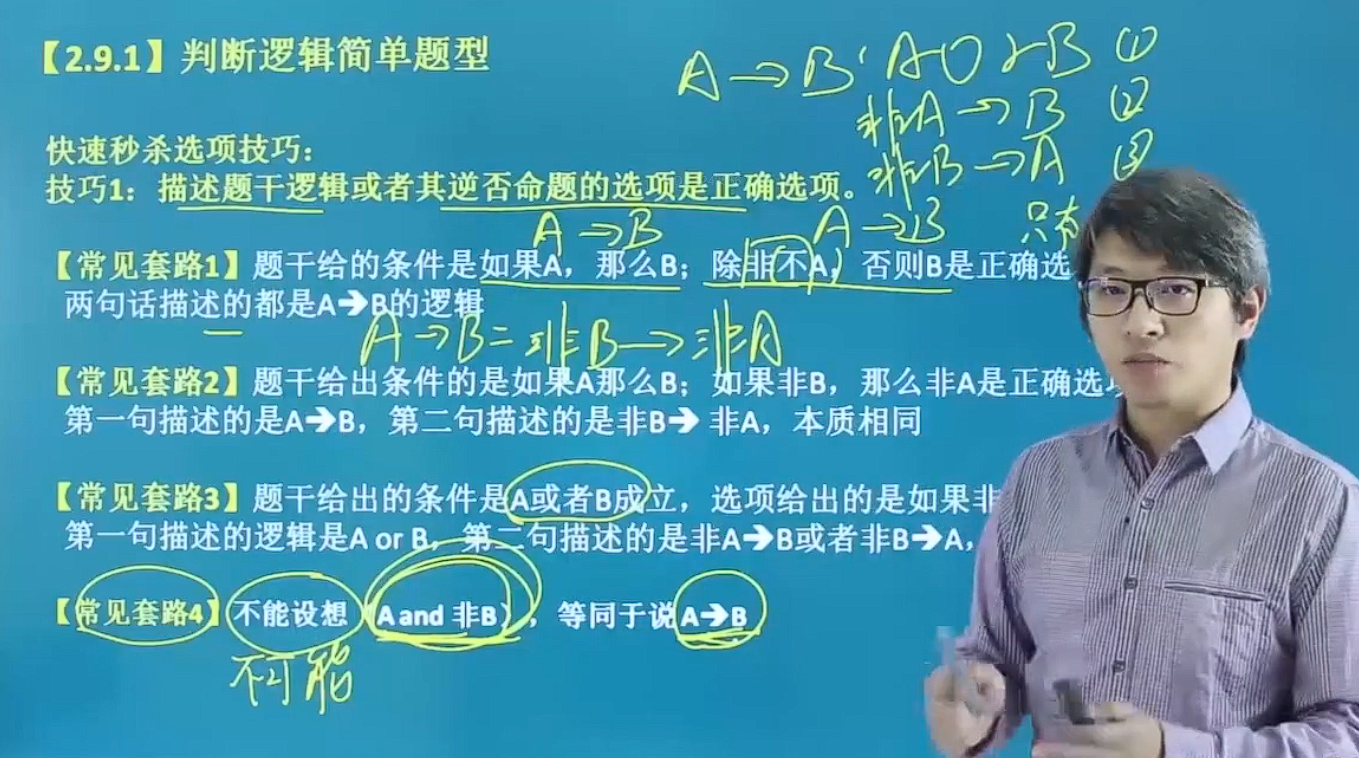 【2.9.1】判断逻辑简单题型
A→B, A or B ①
非A→B ②
非B→A ③
快速秒杀选项技巧：
技巧1：描述题干逻辑或者其逆否命题的选项是正确选项。
A→B A→B 只有
【常见套路1】题干给的条件是如果A，那么B；除非不A，否则B是正确选
两句话描述的都是A→B的逻辑
A→B=非B→非A
【常见套路2】题干给出条件的是如果A那么B；如果非B，那么非A是正确选
第一句描述的是A→B，第二句描述的是非B→ 非A，本质相同
【常见套路3】题干给出的条件是A或者B成立，选项给出的是如果非
第一句描述的逻辑是A or B，第二句描述的是非A→B或者非B→A，
【常见套路4】不能设想（A and 非B），等同于说A→B
不可能